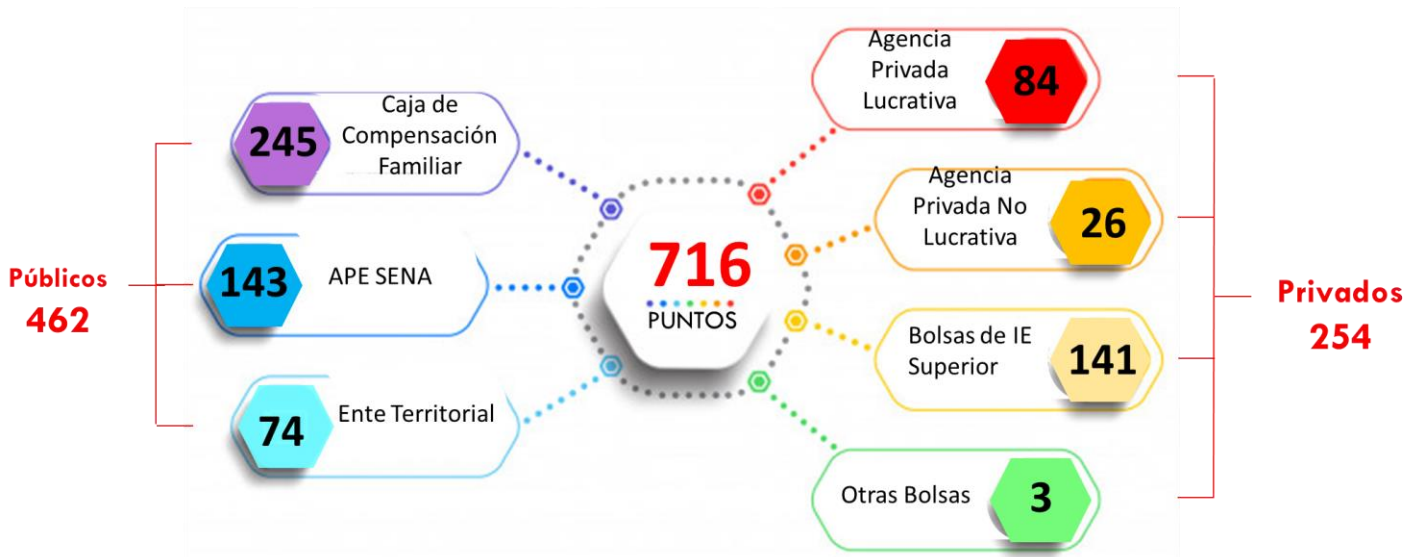 Públicos
462
245
Caja de
Compensación
Familiar
143
APE SENA
74
Ente Territorial
716
PUNTOS
Agencia
Privada
Lucrativa
84
Agencia
Privada No
Lucrativa
26
Bolsas de IE
Superior
141
Otras Bolsas
3
Privados
254